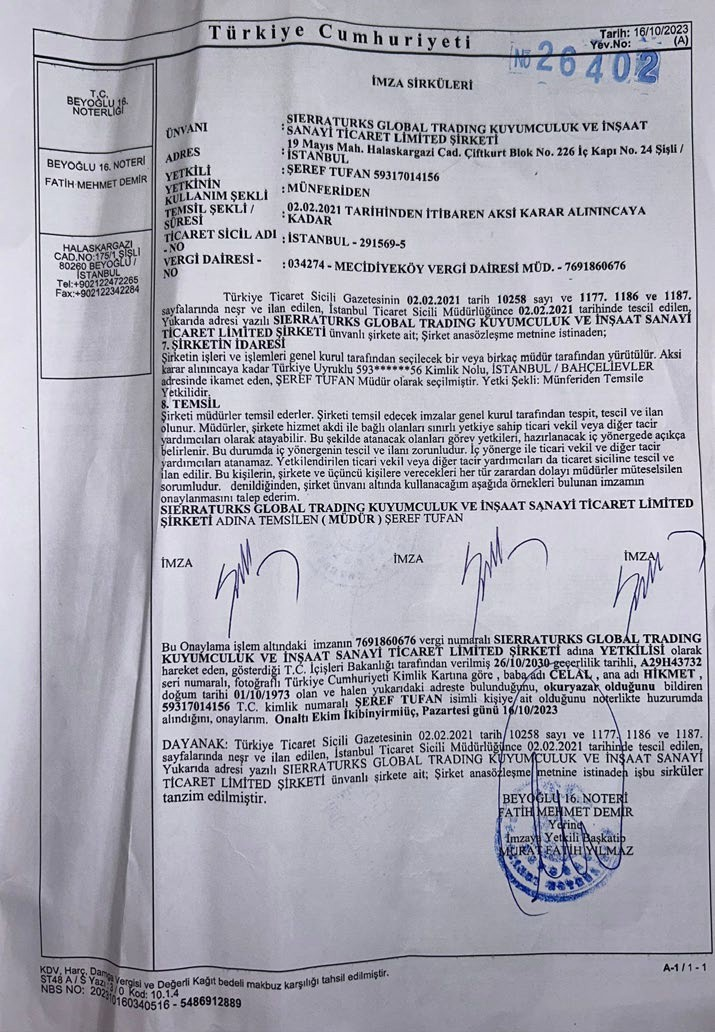 Türkiye Cumhuriyeti
Tarih: 16/10/2023
Yev.No: (A)
No 26402
İMZA SİRKÜLERİ
T.C.
BEYOĞLU 16.
NOTERLİĞİ
BEYOĞLU 16. NOTERİ
FATİH MEHMET DEMİR
HALASKARGAZİ
CAD.NO:175/1 ŞİŞLİ
80260 BEYOĞLU /
İSTANBUL
Tel:+902122472265
Fax:+902122342284
ÜNVANI : SIERRATURKS GLOBAL TRADING KUYUMCULUK VE İNŞAAT
SANAYİ TİCARET LİMİTED ŞİRKETİ
ADRES : 19 Mayıs Mah. Halaskargazi Cad. Çiftkurt Blok No. 226 İç Kapı No. 24 Şişli /
İSTANBUL
YETKİLİ : ŞEREF TUFAN 59317014156
YETKİNİN
KULLANIM ŞEKLİ : MÜNFERİDEN
TEMSİL ŞEKLİ /
SÜRESİ : 02.02.2021 TARİHİNDEN İTİBAREN AKSİ KARAR ALININCAYA
KADAR
TİCARET SİCİL ADI
- NO : İSTANBUL - 291569-5
VERGİ DAİRESİ -
NO : 034274 - MECİDİYEKÖY VERGİ DAİRESİ MÜD. - 7691860676
Türkiye Ticaret Sicili Gazetesinin 02.02.2021 tarih 10258 sayı ve 1177. 1186 ve 1187.
sayfalarında neşr ve ilan edilen, İstanbul Ticaret Sicili Müdürlüğünce 02.02.2021 tarihinde tescil edilen,
Yukarıda adresi yazılı SIERRATURKS GLOBAL TRADING KUYUMCULUK VE İNŞAAT SANAYİ
TİCARET LİMİTED ŞİRKETİ ünvanlı şirkete ait; Şirket anasözleşme metnine istinaden;
7. ŞİRKETİN İDARESİ
Şirketin işleri ve işlemleri genel kurul tarafından seçilecek bir veya birkaç müdür tarafından yürütülür. Aksi
karar alınıncaya kadar Türkiye Uyruklu 593******56 Kimlik Nolu, İSTANBUL / BAHÇELİEVLER
adresinde ikamet eden, ŞEREF TUFAN Müdür olarak seçilmiştir. Yetki Şekli: Münferiden Temsile
Yetkilidir.
8. TEMSİL
Şirketi müdürler temsil ederler. Şirketi temsil edecek imzalar genel kurul tarafından tespit, tescil ve ilan
olunur. Müdürler, şirkete hizmet akdi ile bağlı olanları sınırlı yetkiye sahip ticari vekil veya diğer tacir
yardımcıları olarak atayabilir. Bu şekilde atanacak olanları görev yetkileri, hazırlanacak iç yönergede açıkça
belirlenir. Bu durumda iç yönergenin tescil ve ilanı zorunludur. İç yönerge ile ticari vekil ve diğer tacir
yardımcıları atanamaz. Yetkilendirilen ticari vekil veya diğer tacir yardımcıları da ticaret siciline tescil ve
ilan edilir. Bu kişilerin, şirkete ve üçüncü kişilere verecekleri her tür zarardan dolayı müdürler müteselsilen
sorumludur. denildiğinden, şirket ünvanı altında kullanacağım aşağıda örnekleri bulunan imzamın
onaylanmasını talep ederim.
SIERRATURKS GLOBAL TRADING KUYUMCULUK VE İNŞAAT SANAYİ TİCARET LİMİTED
ŞİRKETİ ADINA TEMSİLEN ( MÜDÜR ) ŞEREF TUFAN
İMZA İMZA İMZA
Bu Onaylama işlem altındaki imzanın 7691860676 vergi numaralı SIERRATURKS GLOBAL TRADING
KUYUMCULUK VE İNŞAAT SANAYİ TİCARET LİMİTED ŞİRKETİ adına YETKİLİSİ olarak
hareket eden, gösterdiği T.C. İçişleri Bakanlığı tarafından verilmiş 26/10/2030 geçerlilik tarihli, A29H43732
seri numaralı, fotoğraflı Türkiye Cumhuriyeti Kimlik Kartına göre , baba adı CELAL , ana adı HİKMET ,
doğum tarihi 01/10/1973 olan ve halen yukarıdaki adreste bulunduğunu, okuryazar olduğunu bildiren
59317014156 T.C. kimlik numaralı ŞEREF TUFAN isimli kişiye ait olduğunu noterlikte huzurumda
alındığını, onaylarım. Onaltı Ekim İkibinyirmiüç, Pazartesi günü 16/10/2023
DAYANAK: Türkiye Ticaret Sicili Gazetesinin 02.02.2021 tarih 10258 sayı ve 1177. 1186 ve 1187.
sayfalarında neşr ve ilan edilen, İstanbul Ticaret Sicili Müdürlüğünce 02.02.2021 tarihinde tescil edilen,
Yukarıda adresi yazılı SIERRATURKS GLOBAL TRADING KUYUMCULUK VE İNŞAAT SANAYİ
TİCARET LİMİTED ŞİRKETİ ünvanlı şirkete ait; Şirket anasözleşme metnine istinaden işbu sirküler
tanzim edilmiştir.
BEYOĞLU 16. NOTERİ
FATİH MEHMET DEMİR
Yerine
İmzaya Yetkili Başkatip
MURAT FATİH YILMAZ
A-1 / 1 - 1
KDV, Harç, Damga Vergisi ve Değerli Kağıt bedeli makbuz karşılığı tahsil edilmiştir.
ST48 A / S Kod: 10.1.4
NBS NO: 0160340516 - 5486912889